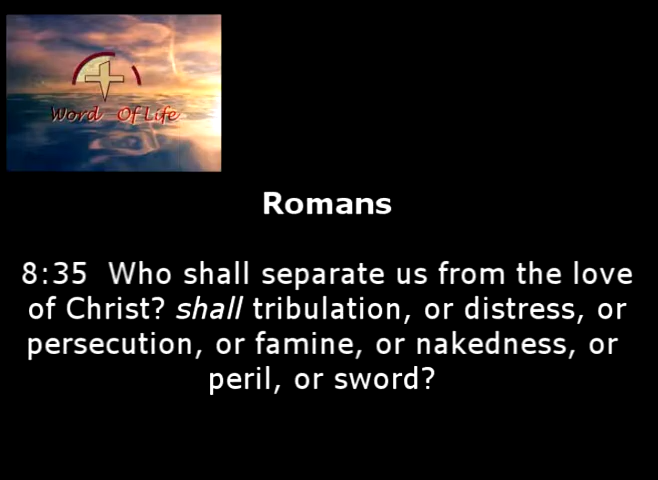 Word Of Life
Romans
8:35 Who shall separate us from the love
of Christ? shall tribulation, or distress, or
persecution, or famine, or nakedness, or
peril, or sword?